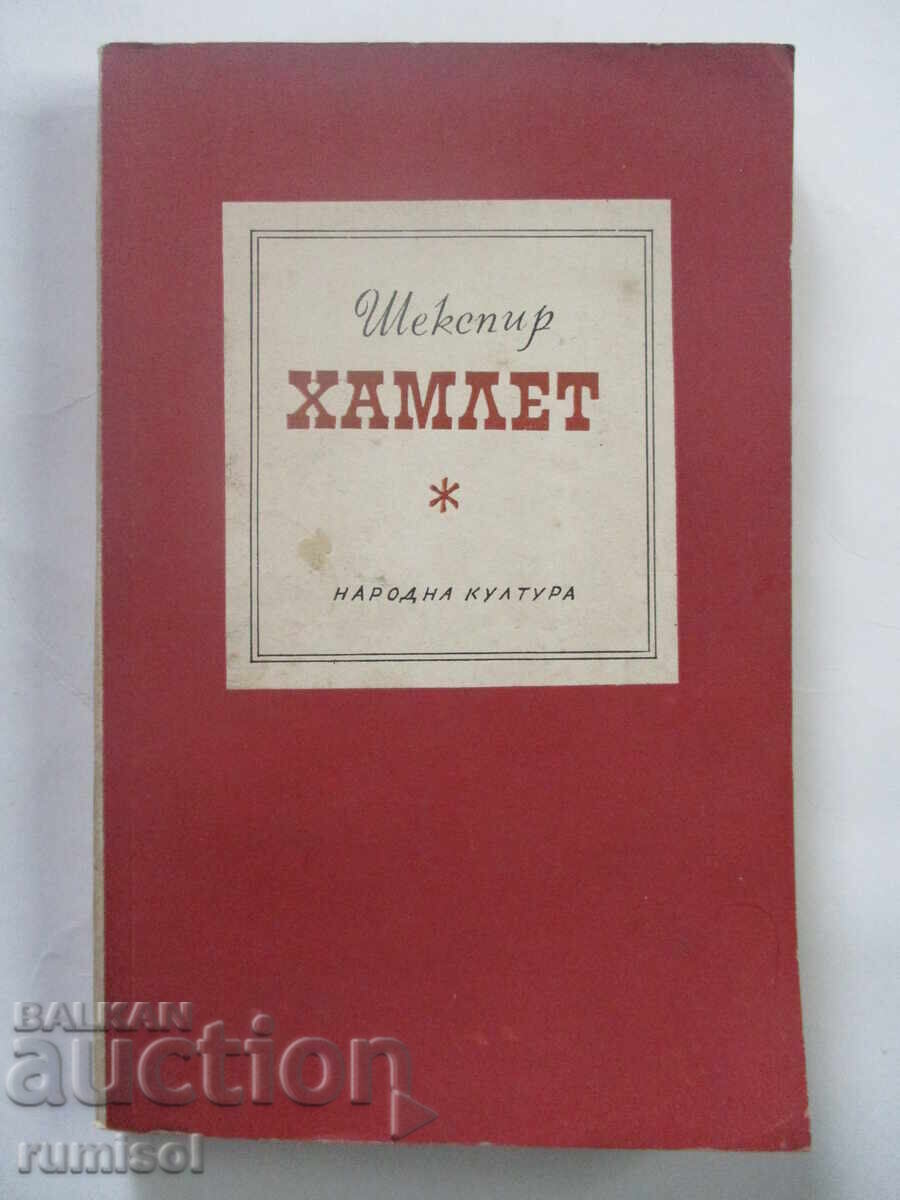 Шекспир
ХАМЛЕТ
*
НАРОДНА КУЛТУРА
BALKAN
auction
rumisol